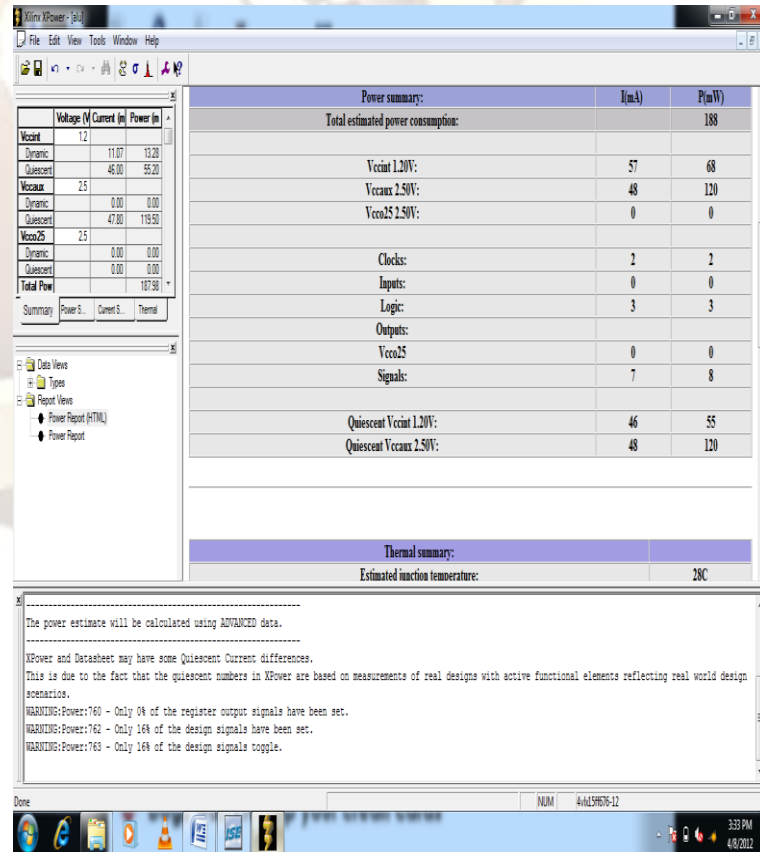 Xilinx XPower - [alu]
File Edit View Tools Window Help
Voltage (V Current (m Power (m
Vccint 1.2
Dynamic 11.07 13.28
Quiescent 46.00 55.20
Vccaux 2.5
Dynamic 0.00 0.00
Quiescent 47.80 119.50
Vcco25 2.5
Dynamic 0.00 0.00
Quiescent 0.00 0.00
Total Pow 187.98
Summary Power S... Current S... Thermal
Data Views
Types
Report Views
Power Report (HTML)
Power Report
Power summary: I(mA) P(mW)
Total estimated power consumption: 188
Vccint 1.20V: 57 68
Vccaux 2.50V: 48 120
Vcco25 2.50V: 0 0
Clocks: 2 2
Inputs: 0 0
Logic: 3 3
Outputs:
Vcco25 0 0
Signals: 7 8
Quiescent Vccint 1.20V: 46 55
Quiescent Vccaux 2.50V: 48 120
Thermal summary:
Estimated junction temperature: 28C
The power estimate will be calculated using ADVANCED data.
XPower and Datasheet may have some Quiescent Current differences.
This is due to the fact that the quiescent numbers in XPower are based on measurements of real designs with active functional elements reflecting real world design
scenarios.
WARNING:Power:760 - Only 0% of the register output signals have been set.
WARNING:Power:762 - Only 16% of the design signals have been set.
WARNING:Power:763 - Only 16% of the design signals toggle.
Done NUM 4vlx15ff676-12
ISE
3:33 PM
4/8/2012